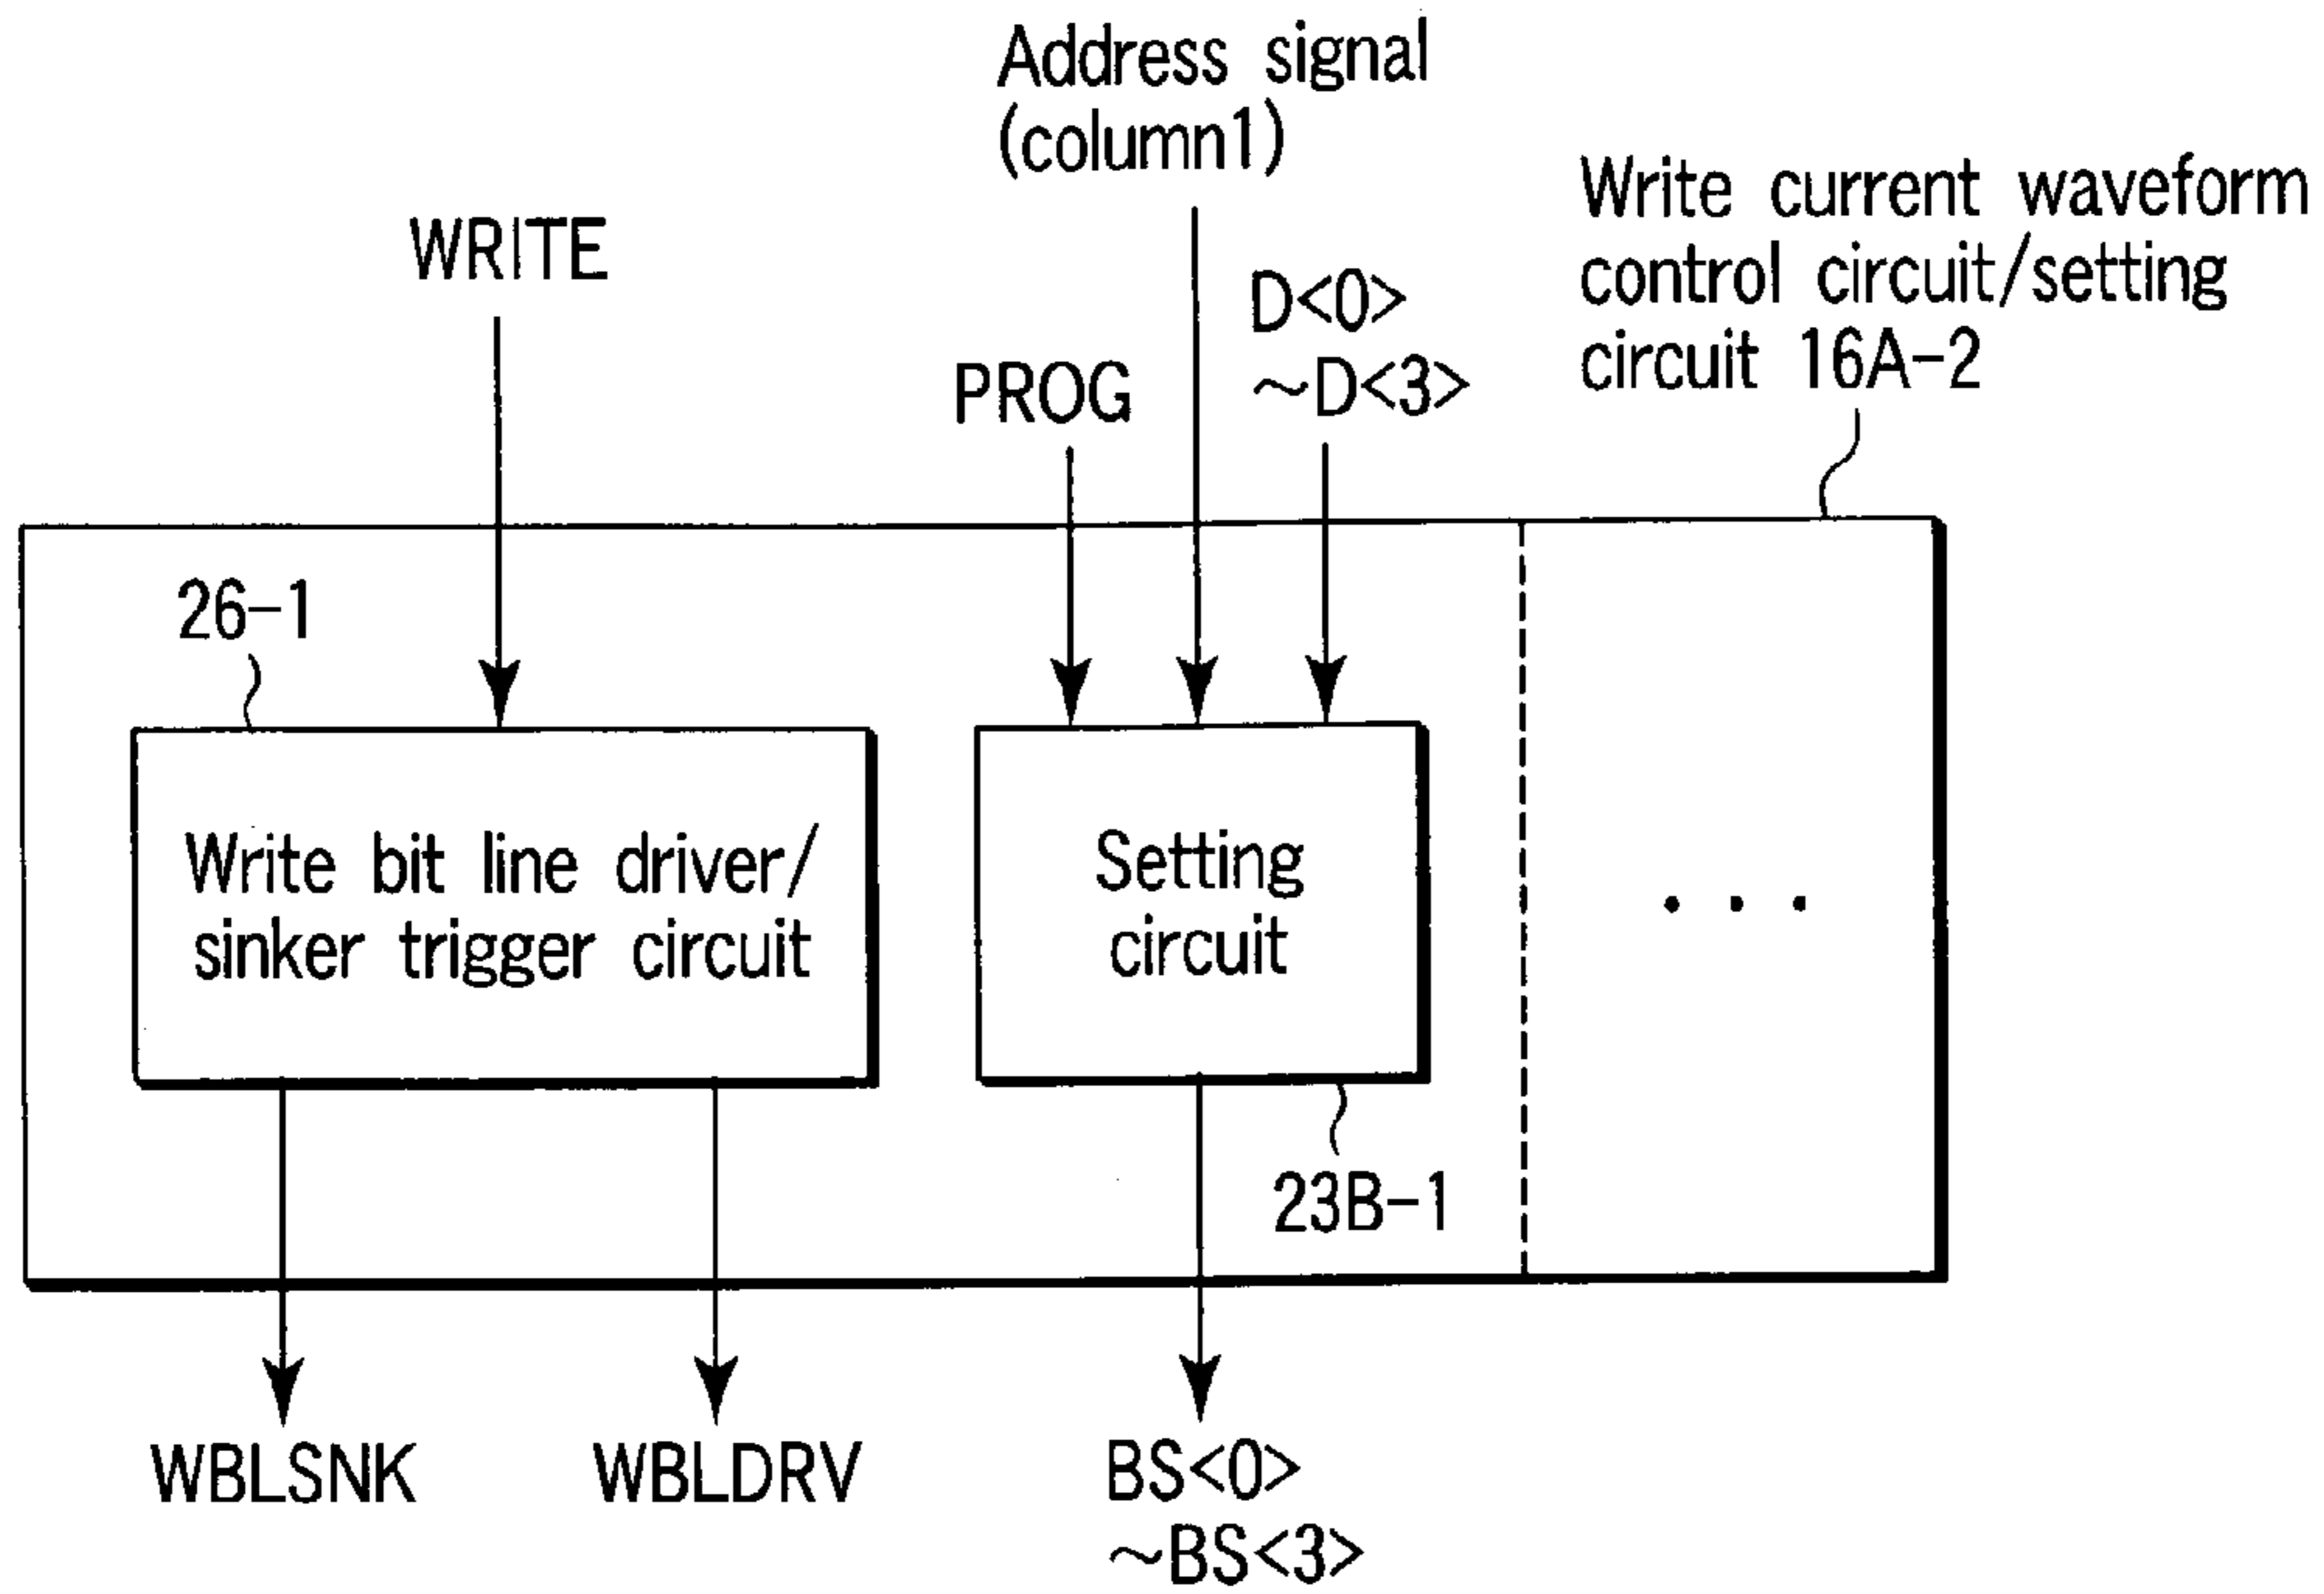 Address signal
(column1)
Write current waveform
control circuit/setting
circuit 16A-2
WRITE
D<0>
~D<3>
PROG
26-1
Write bit line driver/
sinker trigger circuit
Setting
circuit
. . .
23B-1
WBLSNK
WBLDRV
BS<0>
~BS<3>